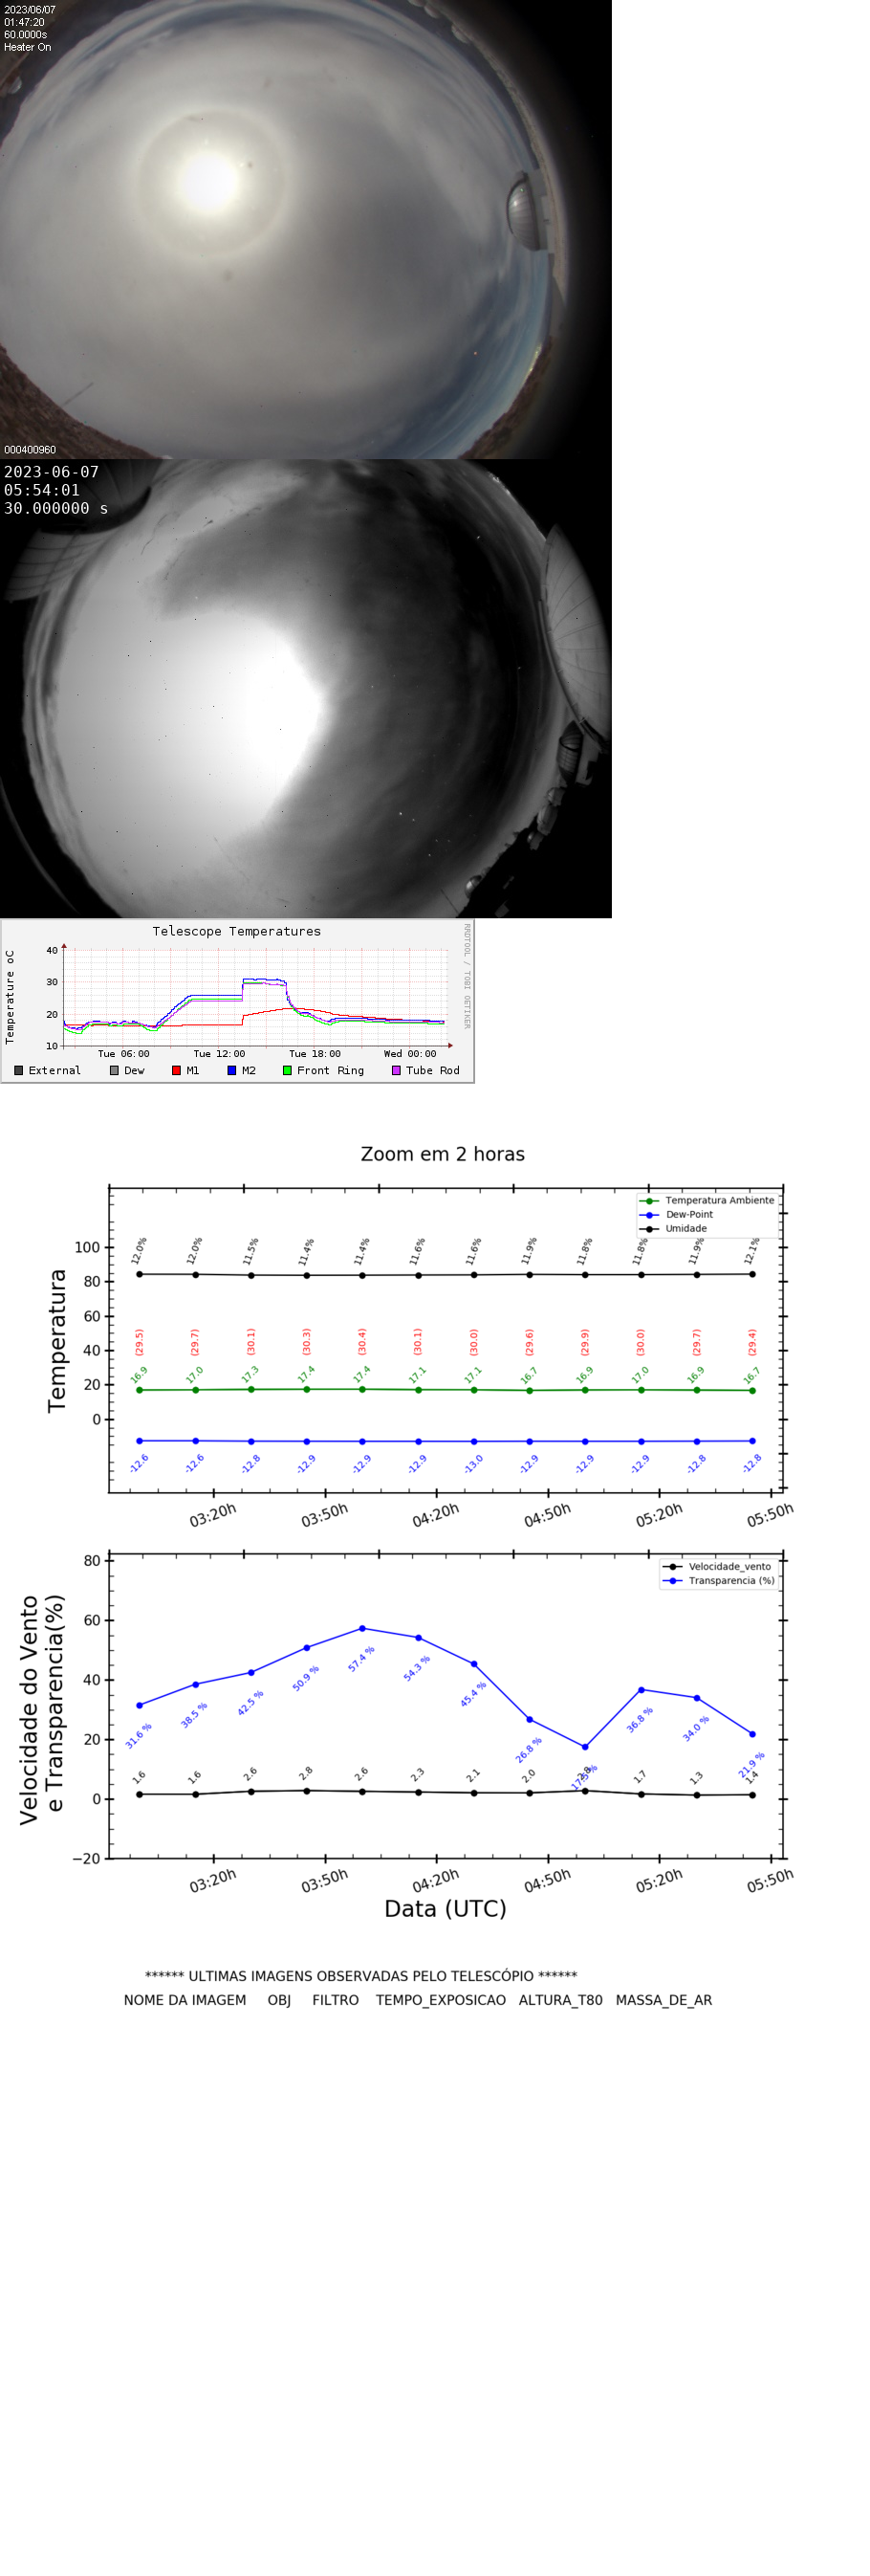 2023/06/07
01:47:20
60.0000s
Heater On
000400960
2023-06-07
05:54:01
30.000000 s
Telescope Temperatures
RRDTOOL / TOBI OETIKER
Temperature oC
40
30
20
10
Tue 06:00 Tue 12:00 Tue 18:00 Wed 00:00
External Dew M1 M2 Front Ring Tube Rod
Zoom em 2 horas
Temperatura Ambiente
Dew-Point
Umidade
Temperatura
100
80
60
40
20
0
12.0% 12.0% 11.5% 11.4% 11.4% 11.6% 11.6% 11.9% 11.8% 11.8% 11.9% 12.1%
(29.5) (29.7) (30.1) (30.3) (30.4) (30.1) (30.0) (29.6) (29.9) (30.0) (29.7) (29.4)
16.9 17.0 17.3 17.4 17.4 17.1 17.1 16.7 16.9 17.0 16.9 16.7
-12.6 -12.6 -12.8 -12.9 -12.9 -12.9 -13.0 -12.9 -12.9 -12.9 -12.8 -12.8
03:20h 03:50h 04:20h 04:50h 05:20h 05:50h
Velocidade_vento
Transparencia (%)
Velocidade do Vento
e Transparencia(%)
80
60
40
20
0
−20
31.6 % 38.5 % 42.5 % 50.9 % 57.4 % 54.3 % 45.4 % 26.8 % 36.8 % 34.0 % 21.9 %
1.6 1.6 2.6 2.8 2.6 2.3 2.1 2.0 1.7 1.3 1.4
03:20h 03:50h 04:20h 04:50h 05:20h 05:50h
Data (UTC)
****** ULTIMAS IMAGENS OBSERVADAS PELO TELESCÓPIO ******
NOME DA IMAGEM OBJ FILTRO TEMPO_EXPOSICAO ALTURA_T80 MASSA_DE_AR